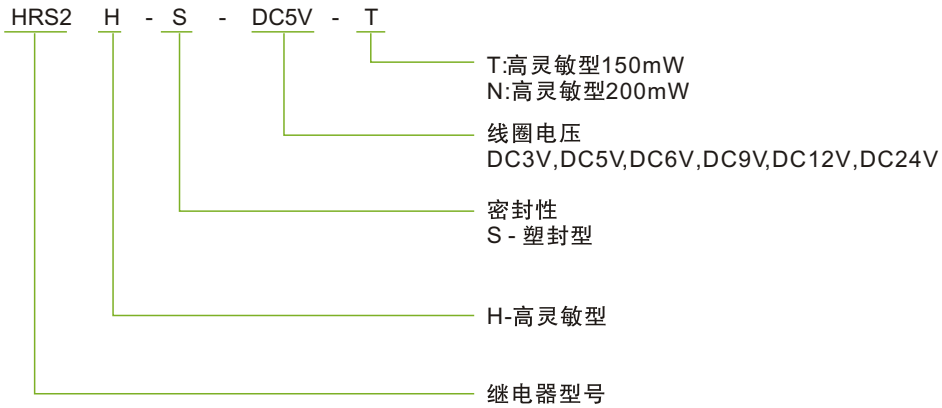 HRS2 H - S - DC5V - T
T:高灵敏型150mW
N:高灵敏型200mW
线圈电压
DC3V,DC5V,DC6V,DC9V,DC12V,DC24V
密封性
S - 塑封型
H-高灵敏型
继电器型号